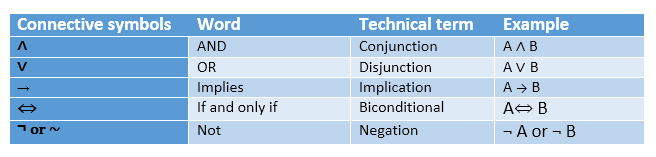 Connective symbols Word Technical term Example
∧ AND Conjunction A ∧ B
∨ OR Disjunction A ∨ B
→ Implies Implication A → B
⇔ If and only if Biconditional A⇔ B
¬ or ~ Not Negation ¬ A or ¬ B